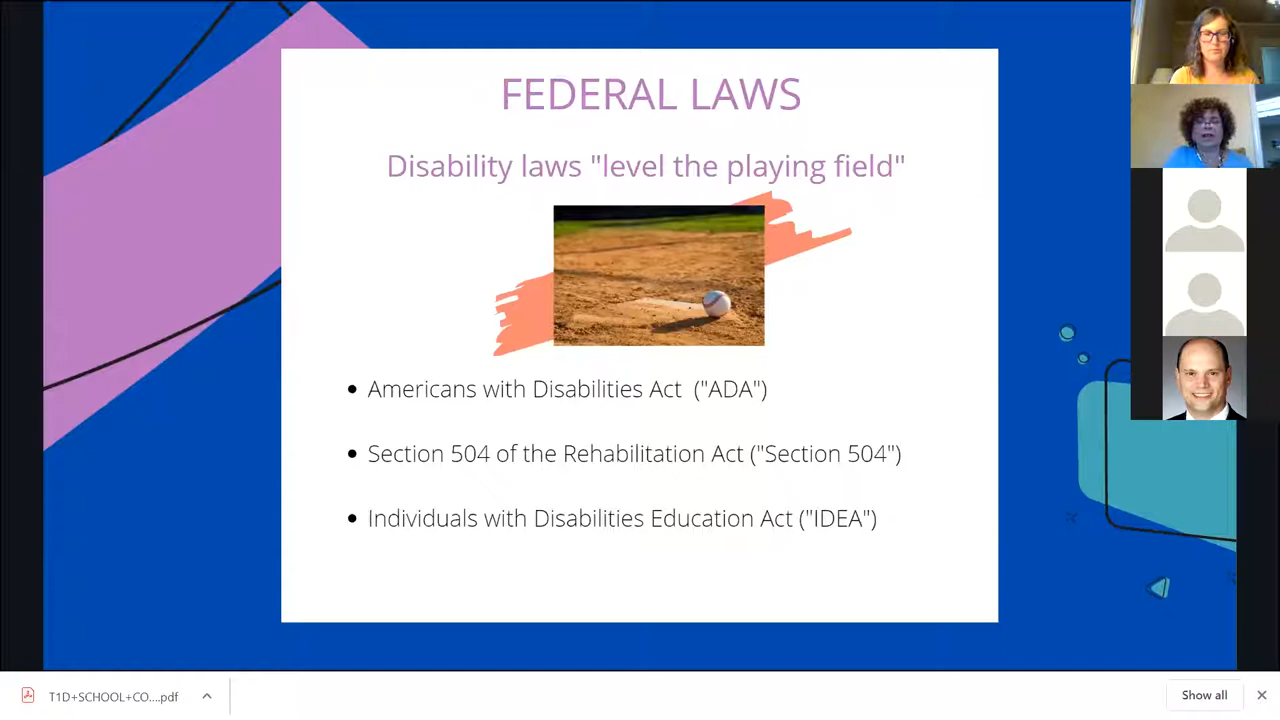 FEDERAL LAWS
Disability laws "level the playing field"
• Americans with Disabilities Act ("ADA")
• Section 504 of the Rehabilitation Act ("Section 504")
• Individuals with Disabilities Education Act ("IDEA")
T1D+SCHOOL+CO....pdf
Show all